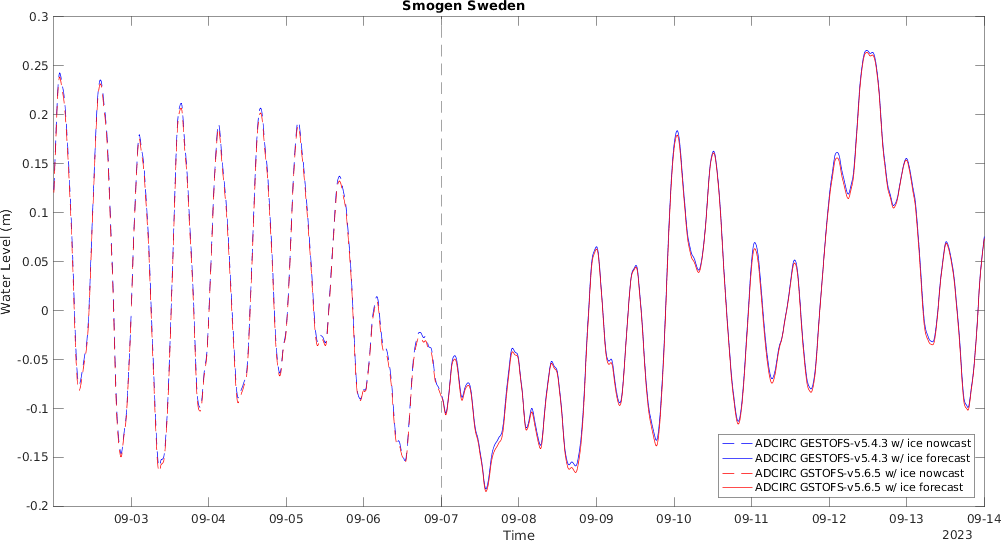 Smogen Sweden
Water Level (m)
0.3
0.25
0.2
0.15
0.1
0.05
0
-0.05
-0.1
-0.15
-0.2
ADCIRC GESTOFS-v5.4.3 w/ ice nowcast
ADCIRC GESTOFS-v5.4.3 w/ ice forecast
ADCIRC GSTOFS-v5.6.5 w/ ice nowcast
ADCIRC GSTOFS-v5.6.5 w/ ice forecast
09-03 09-04 09-05 09-06 09-07 09-08 09-09 09-10 09-11 09-12 09-13 09-14
Time
2023